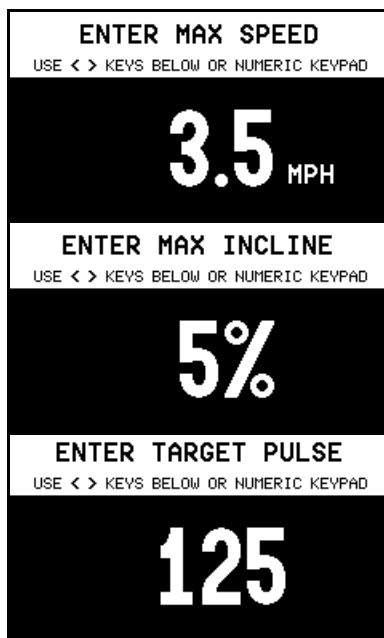 ENTER MAX SPEED
USE < > KEYS BELOW OR NUMERIC KEYPAD
3.5 MPH
ENTER MAX INCLINE
USE < > KEYS BELOW OR NUMERIC KEYPAD
5%
ENTER TARGET PULSE
USE < > KEYS BELOW OR NUMERIC KEYPAD
125